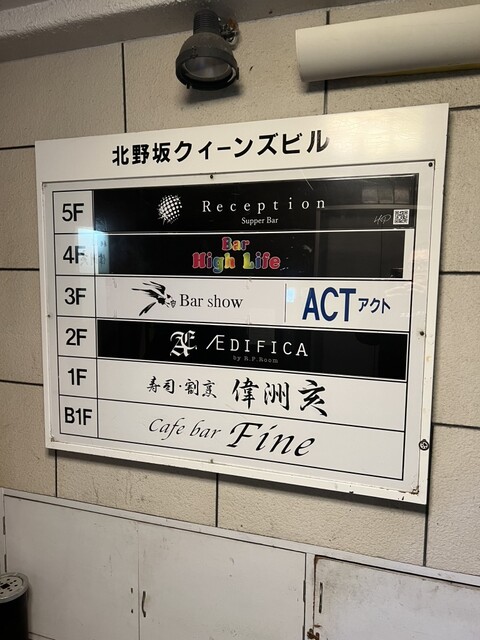 北野坂クィーンズビル
5F Reception
Supper Bar
4F Bar
High Life
3F Bar show ACT アクト
2F ÆDIFICA
by B.P.Room
1F 寿司・割烹 偉洲亥
B1F Cafe bar Fine